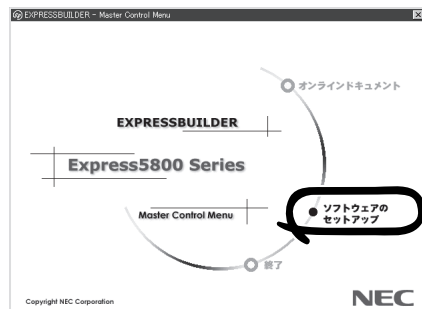 EXPRESSBUILDER - Master Control Menu
オンラインドキュメント
EXPRESSBUILDER
Express5800 Series
ソフトウェアの
セットアップ
Master Control Menu
終了
Copyright NEC Corporation
NEC